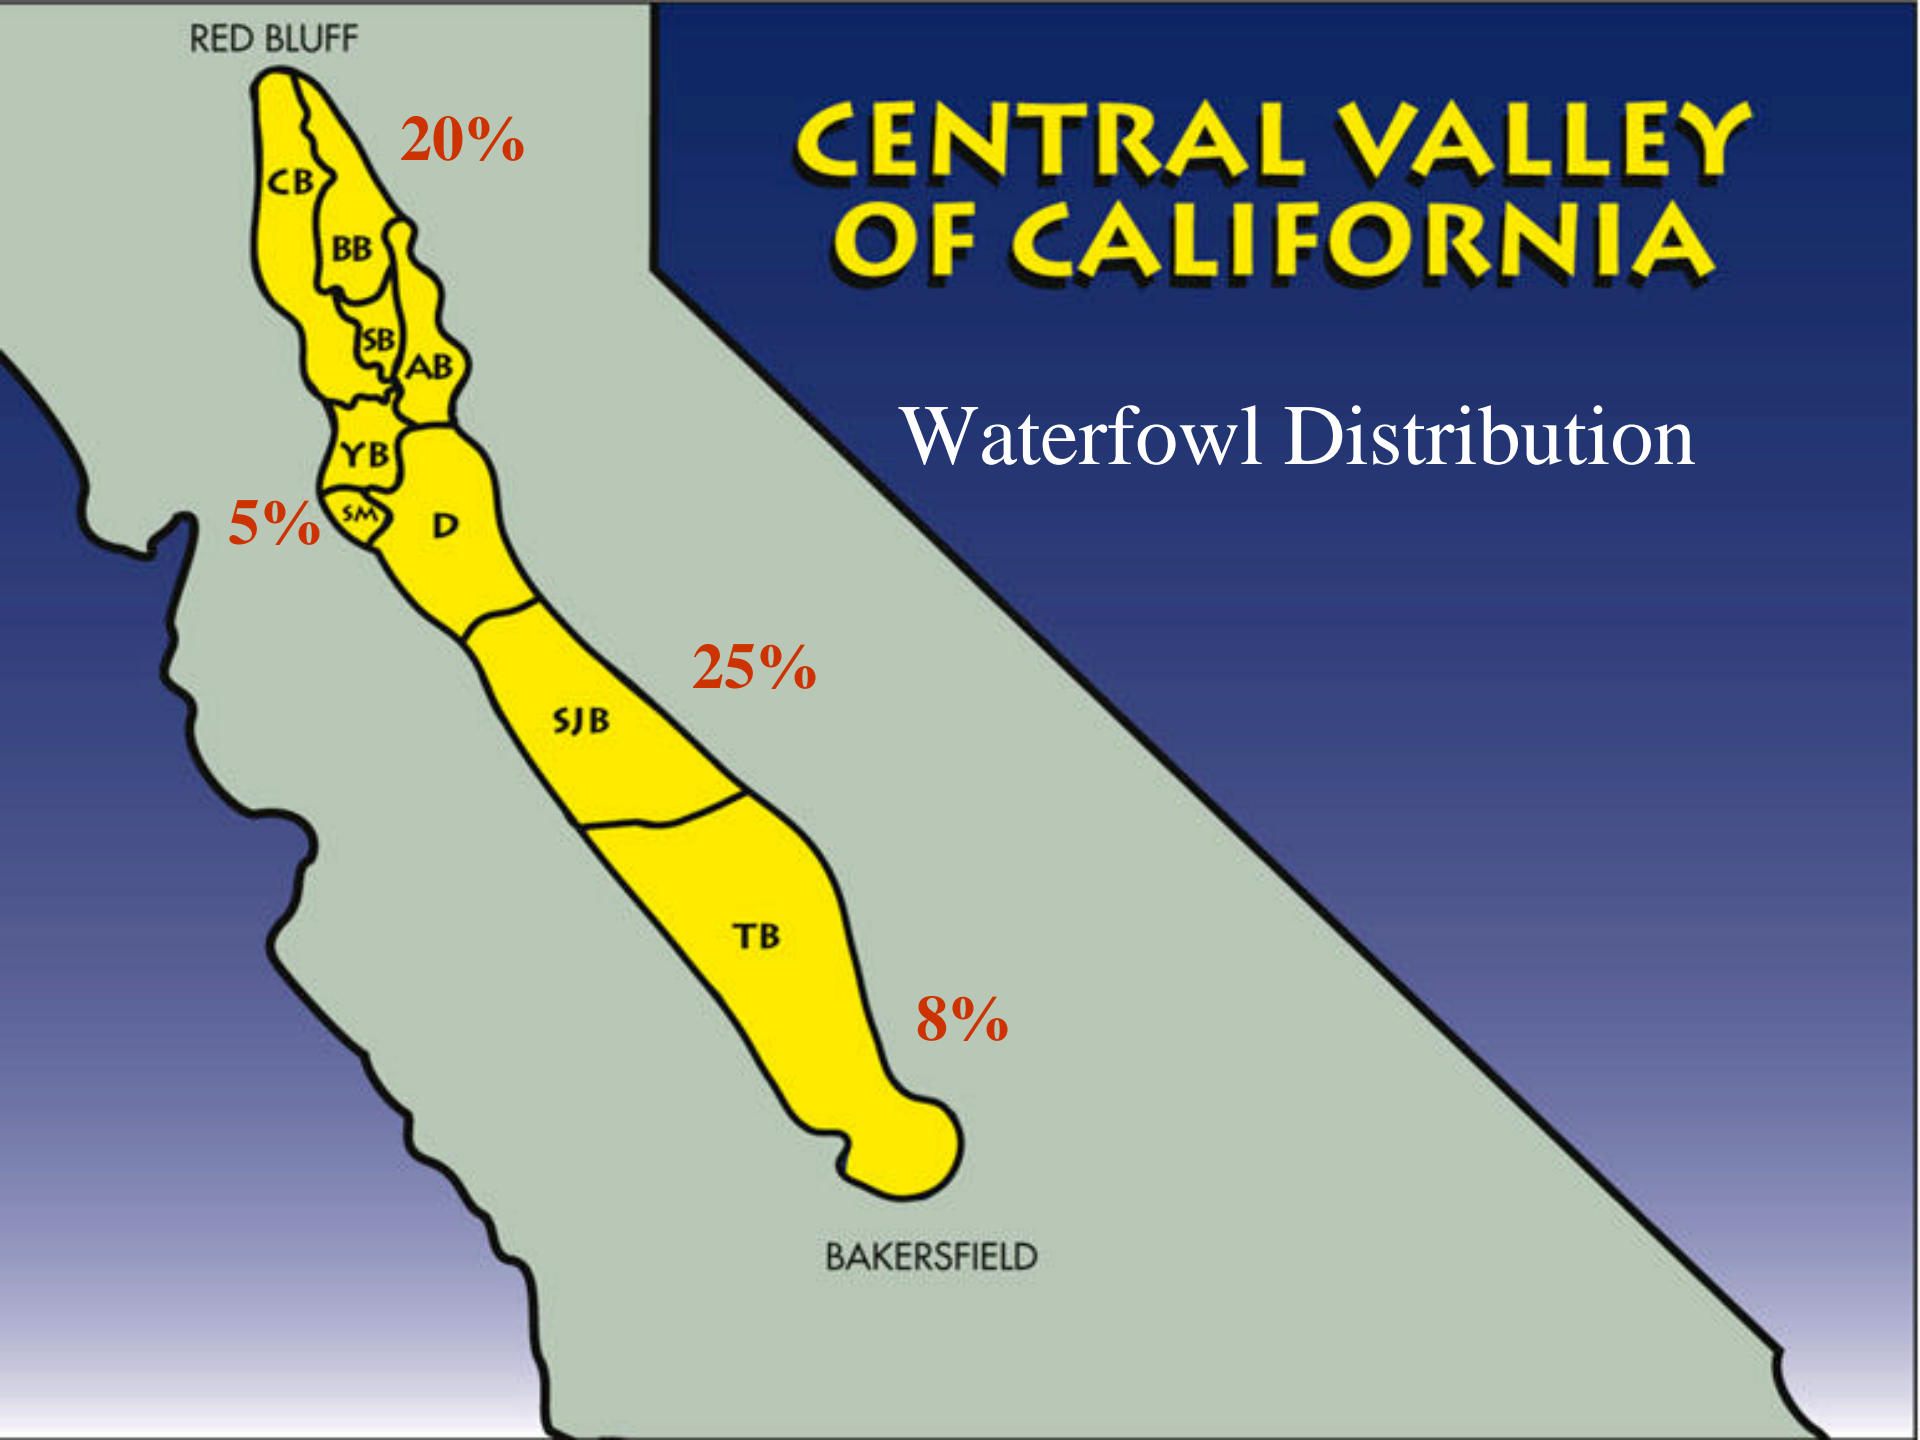 RED BLUFF
CENTRAL VALLEY
OF CALIFORNIA
20%
CB
BB
SB
AB
Waterfowl Distribution
YB
5%
SM
D
25%
SJB
TB
8%
BAKERSFIELD